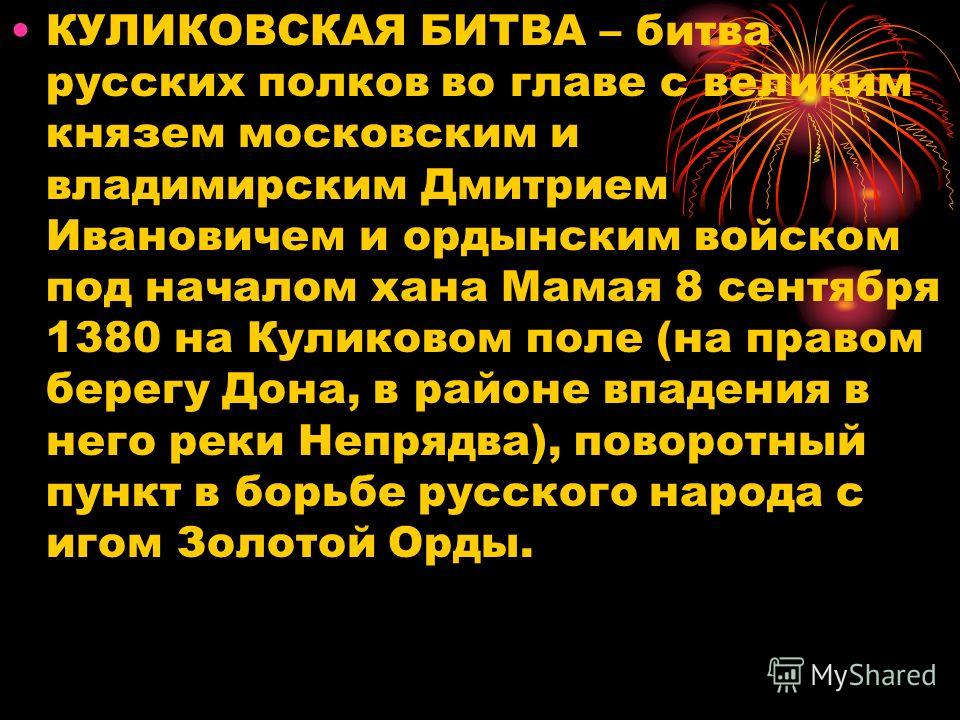 • КУЛИКОВСКАЯ БИТВА – битва
русских полков во главе с великим
князем московским и
владимирским Дмитрием
Ивановичем и ордынским войском
под началом хана Мамая 8 сентября
1380 на Куликовом поле (на правом
берегу Дона, в районе впадения в
него реки Непрядва), поворотный
пункт в борьбе русского народа с
игом Золотой Орды.
MyShared